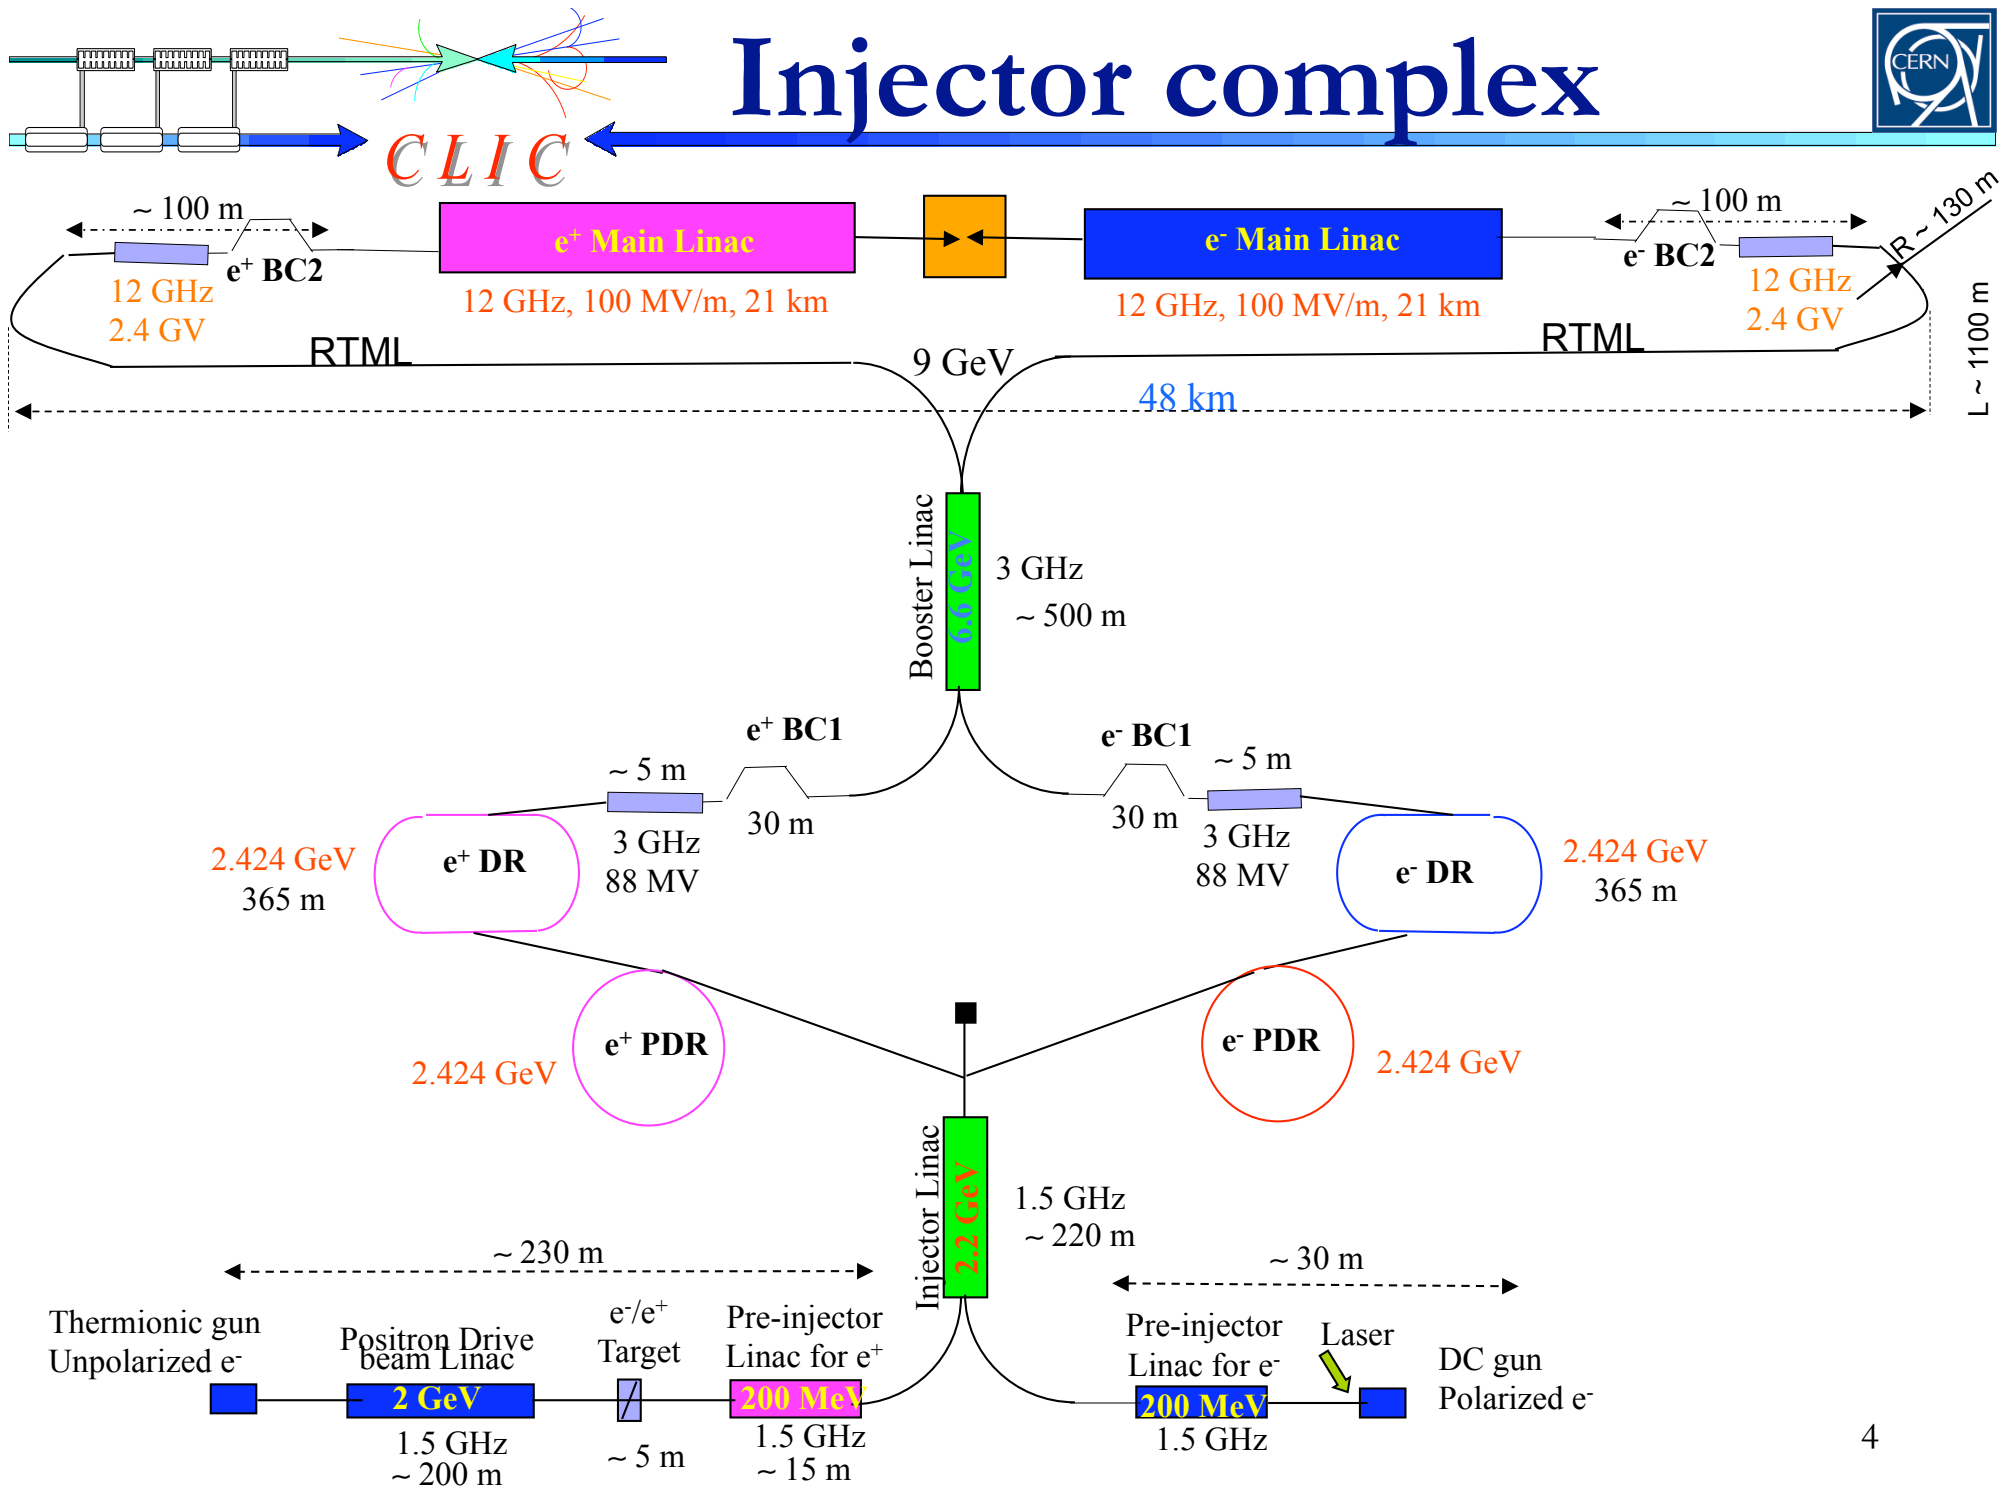 Injector complex
CERN
C L I C
~ 100 m
e+ Main Linac
e- Main Linac
~ 100 m
R ~ 130 m
e+ BC2
e- BC2
12 GHz
2.4 GV
12 GHz, 100 MV/m, 21 km
12 GHz, 100 MV/m, 21 km
12 GHz
2.4 GV
L ~ 1100 m
RTML
9 GeV
RTML
48 km
Booster Linac
6.6 GeV
3 GHz
~ 500 m
e+ BC1
e- BC1
~ 5 m
~ 5 m
30 m
30 m
3 GHz
88 MV
3 GHz
88 MV
2.424 GeV
365 m
e+ DR
e- DR
2.424 GeV
365 m
e+ PDR
e- PDR
2.424 GeV
2.424 GeV
Injector Linac
2.2 GeV
1.5 GHz
~ 220 m
~ 230 m
~ 30 m
Thermionic gun
Unpolarized e-
Positron Drive
beam Linac
e-/e+
Target
Pre-injector
Linac for e+
Pre-injector
Linac for e-
Laser
DC gun
Polarized e-
2 GeV
200 MeV
200 MeV
1.5 GHz
~ 200 m
~ 5 m
1.5 GHz
~ 15 m
1.5 GHz
4